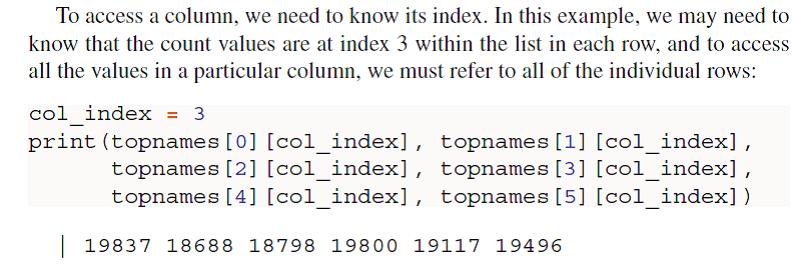 To access a column, we need to know its index. In this example, we may need to
know that the count values are at index 3 within the list in each row, and to access
all the values in a particular column, we must refer to all of the individual rows:
col_index = 3
print(topnames[0][col_index], topnames[1][col_index],
      topnames[2][col_index], topnames[3][col_index],
      topnames[4][col_index], topnames[5][col_index])
| 19837 18688 18798 19800 19117 19496